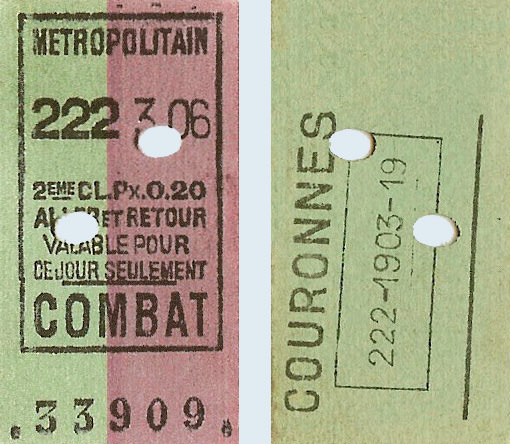 METROPOLITAIN
222 3 06
2EME CL.Px.0.20
ET RETOUR
VALABLE POUR
CE JOUR SEULEMENT
COMBAT
33909
COURONNES
222-1903-19